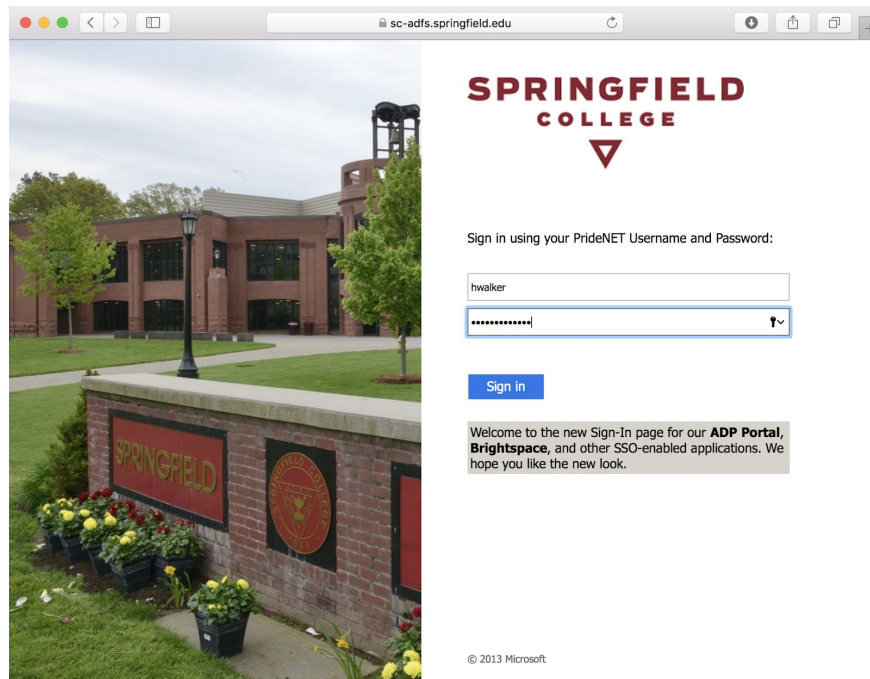 sc-adfs.springfield.edu
SPRINGFIELD
COLLEGE
Sign in using your PrideNET Username and Password:
hwalker
•••••••••••••
Sign in
Welcome to the new Sign-In page for our ADP Portal,
Brightspace, and other SSO-enabled applications. We
hope you like the new look.
© 2013 Microsoft
SPRINGFIELD
SPRINGFIELD COLLEGE